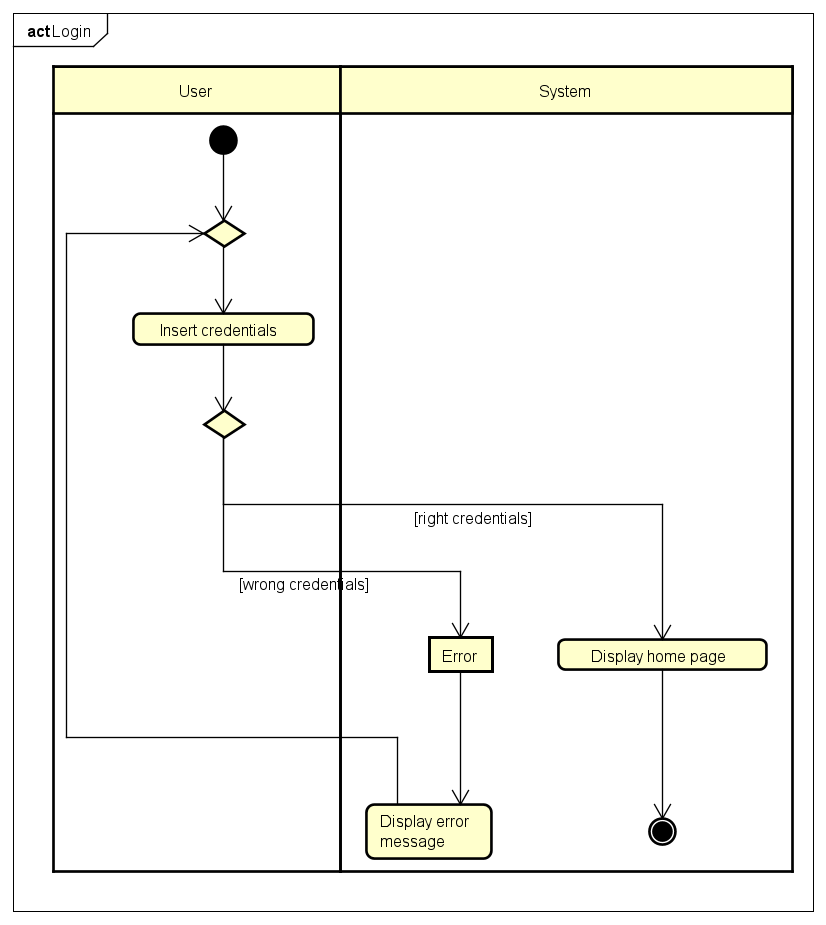 act Login
User
System
Insert credentials
[right credentials]
[wrong credentials]
Error
Display home page
Display error
message